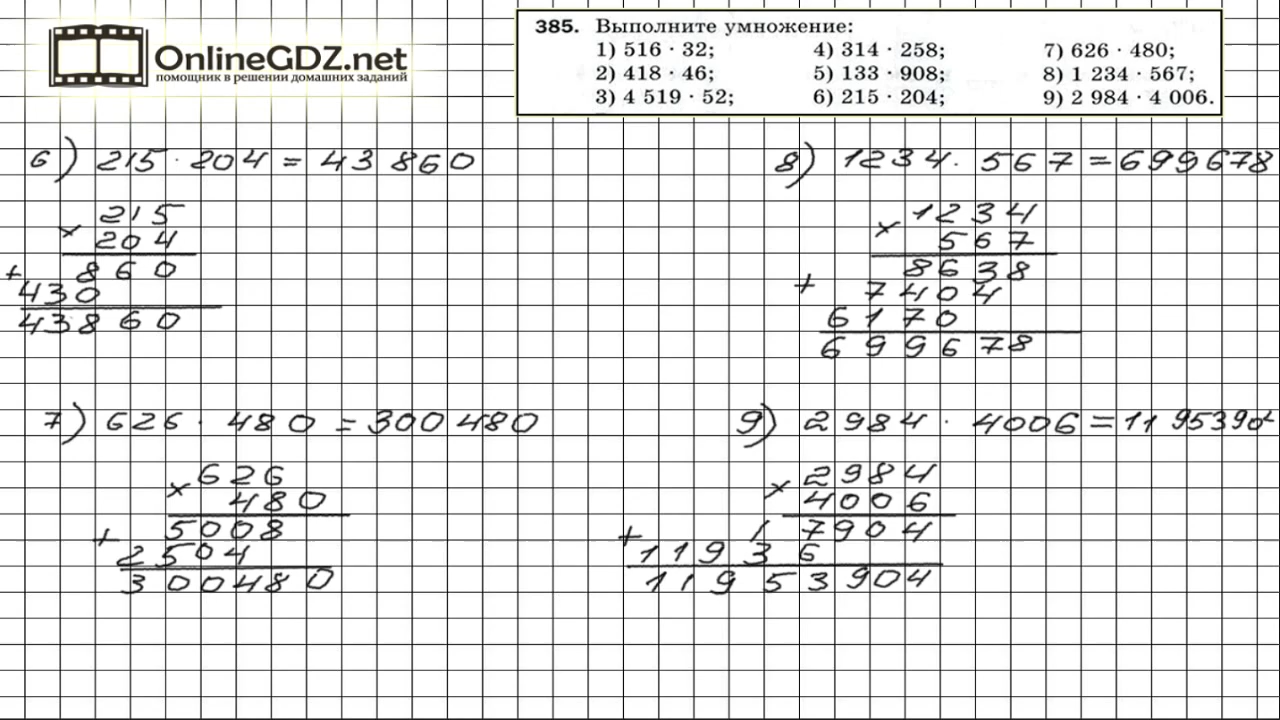 OnlineGDZ.net
помощник в решении домашних заданий
385. Выполните умножение:
1) 516 · 32; 4) 314 · 258; 7) 626 · 480;
2) 418 · 46; 5) 133 · 908; 8) 1 234 · 567;
3) 4 519 · 52; 6) 215 · 204; 9) 2 984 · 4 006.
6) 215 · 204 = 43 860
× 215
204
+ 860
430
43860
8) 1234 · 567 = 699678
× 1234
567
8638
+ 7404
6170
699678
7) 626 · 480 = 300480
× 626
480
+ 5008
2504
300480
9) 2984 · 4006 = 11953904
× 2984
4006
+ 17904
11936
11953904